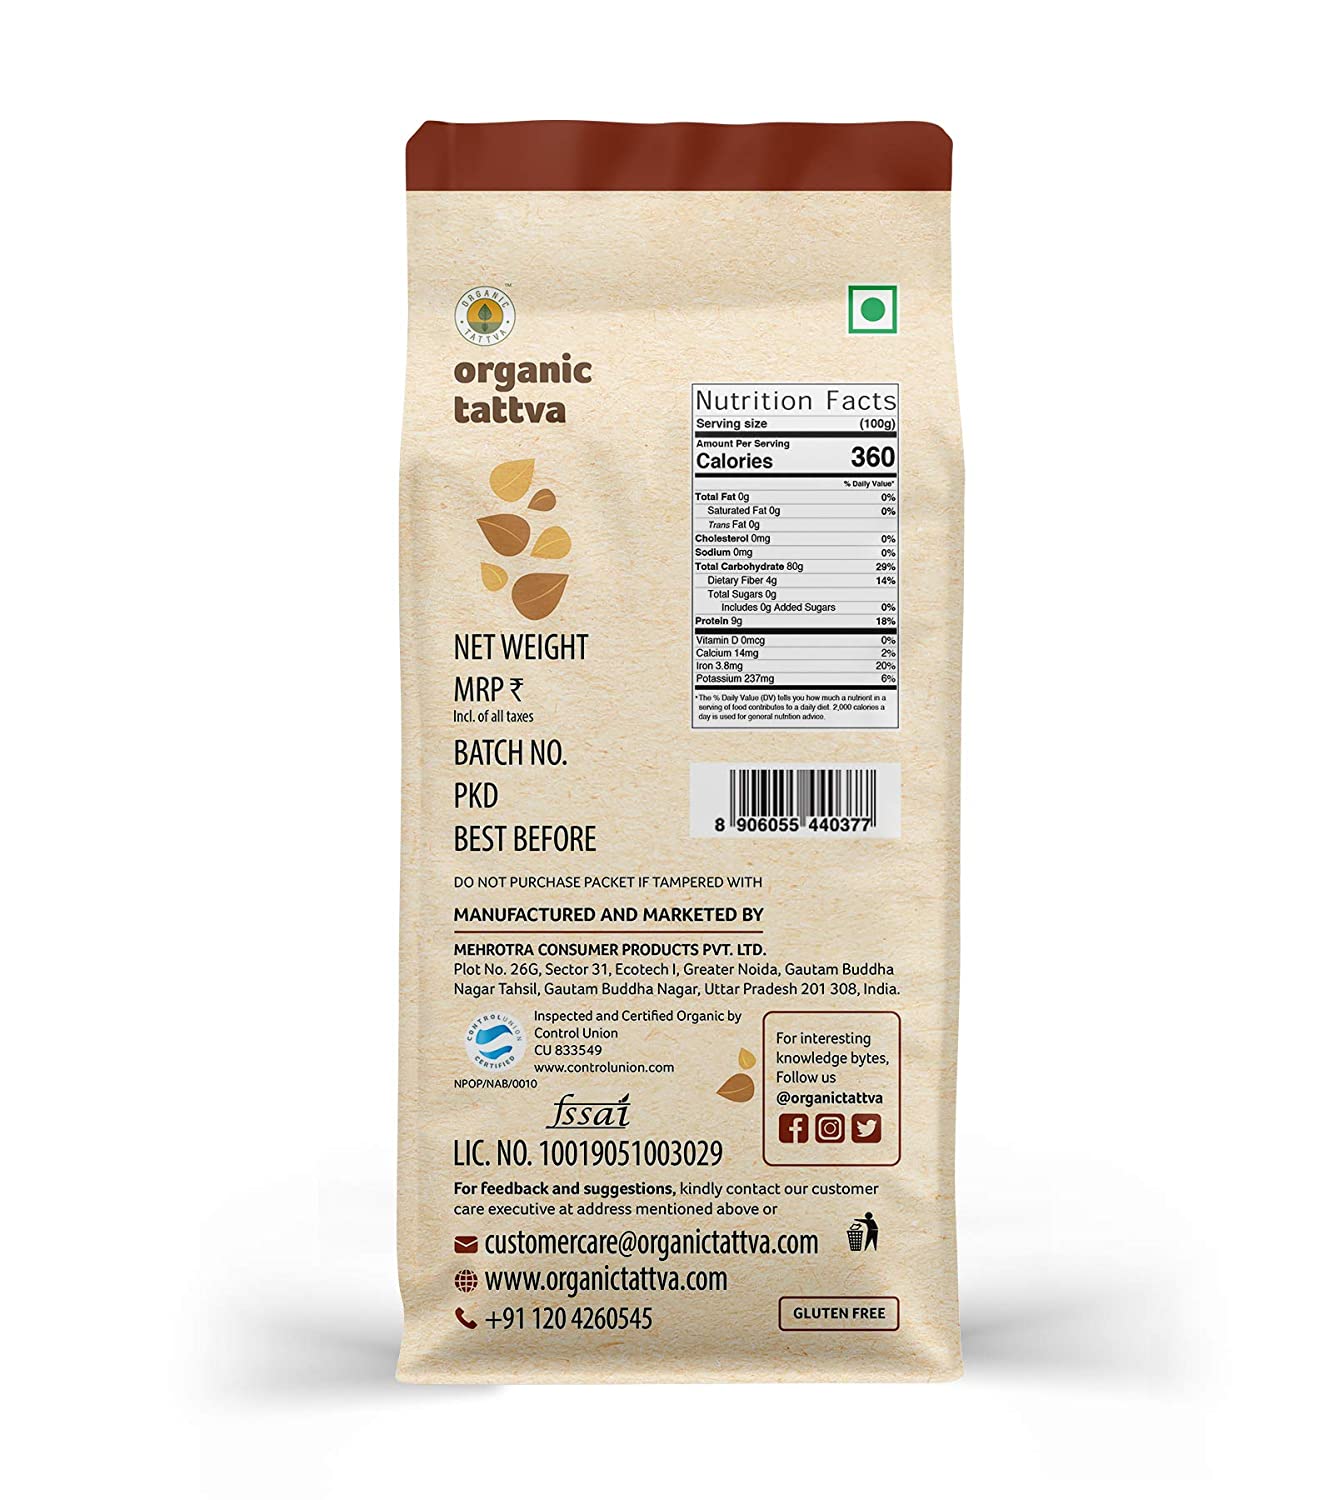 ORGANIC
TATTVA
™
organic
tattva
NET WEIGHT
MRP ₹
Incl. of all taxes
BATCH NO.
PKD
BEST BEFORE
Nutrition Facts
Serving size (100g)
Amount Per Serving
Calories 360
% Daily Value*
Total Fat 0g 0%
Saturated Fat 0g 0%
Trans Fat 0g
Cholesterol 0mg 0%
Sodium 0mg 0%
Total Carbohydrate 80g 29%
Dietary Fiber 4g 14%
Total Sugars 0g
Includes 0g Added Sugars 0%
Protein 9g 18%
Vitamin D 0mcg 0%
Calcium 14mg 2%
Iron 3.8mg 20%
Potassium 237mg 6%
*The % Daily Value (DV) tells you how much a nutrient in a
serving of food contributes to a daily diet. 2,000 calories a
day is used for general nutrition advice.
8 906055 440377
DO NOT PURCHASE PACKET IF TAMPERED WITH
MANUFACTURED AND MARKETED BY
MEHROTRA CONSUMER PRODUCTS PVT. LTD.
Plot No. 26G, Sector 31, Ecotech I, Greater Noida, Gautam Buddha
Nagar Tahsil, Gautam Buddha Nagar, Uttar Pradesh 201 308, India.
CONTROLUNION
CERTIFIED
Inspected and Certified Organic by
Control Union
CU 833549
www.controlunion.com
NPOP/NAB/0010
For interesting
knowledge bytes,
Follow us
@organictattva
fssai
LIC. NO. 10019051003029
For feedback and suggestions, kindly contact our customer
care executive at address mentioned above or
customercare@organictattva.com
www.organictattva.com
+91 120 4260545
GLUTEN FREE